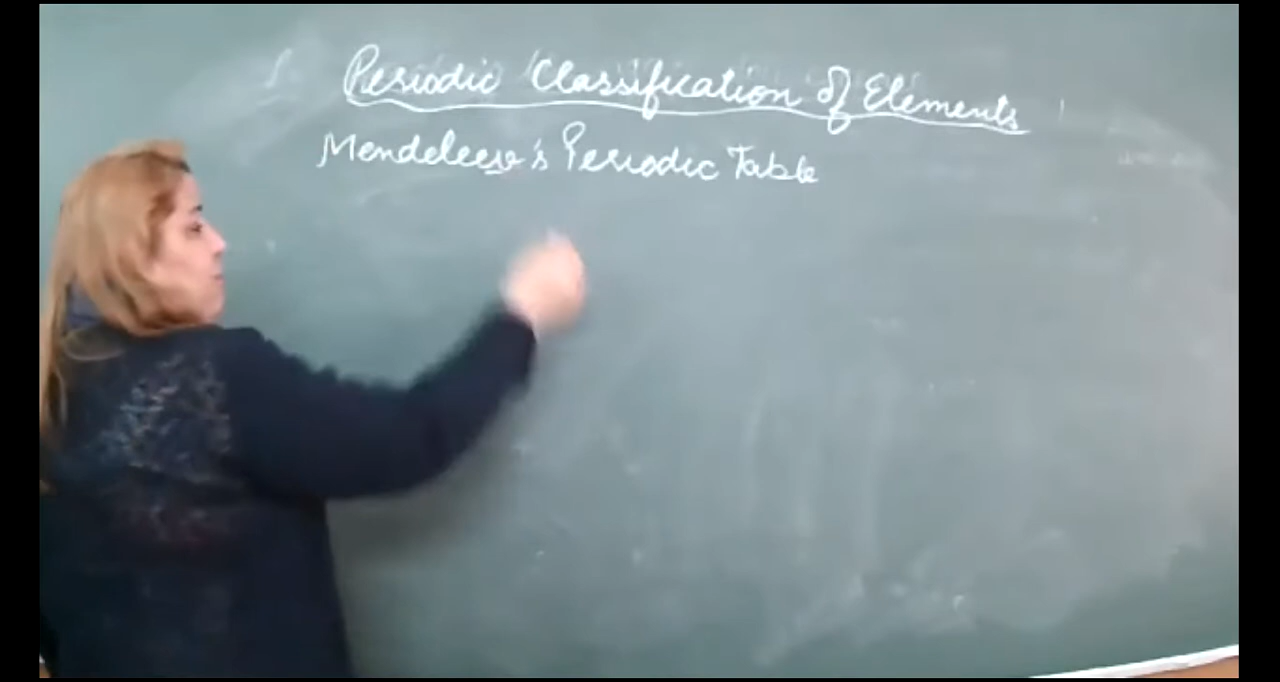 Periodic Classification of Elements
Mendeleev's Periodic Table